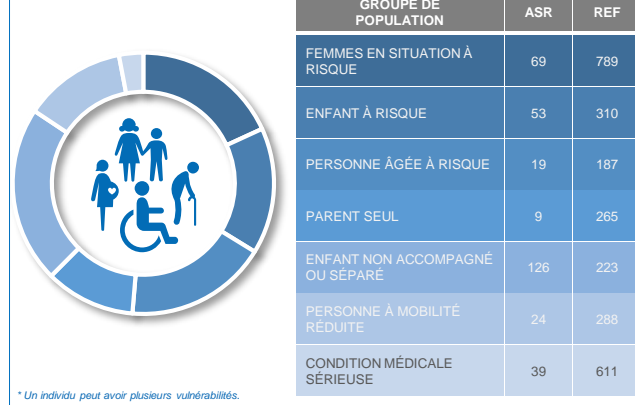 GROUPE DE
POPULATION
ASR
REF
FEMMES EN SITUATION À
RISQUE
69
789
ENFANT À RISQUE
53
310
PERSONNE ÂGÉE À RISQUE
19
187
PARENT SEUL
9
265
ENFANT NON ACCOMPAGNÉ
OU SÉPARÉ
126
223
PERSONNE À MOBILITÉ
RÉDUITE
24
288
CONDITION MÉDICALE
SÉRIEUSE
39
611
* Un individu peut avoir plusieurs vulnérabilités.